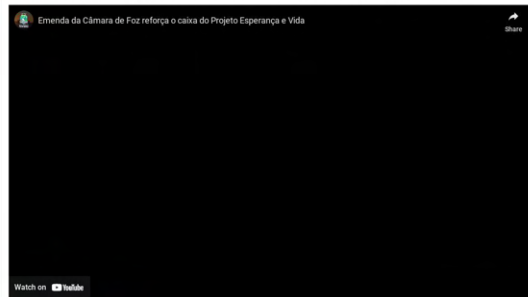 Emenda da Câmara de Foz reforça o caixa do Projeto Esperança e Vida
Share
Watch on YouTube